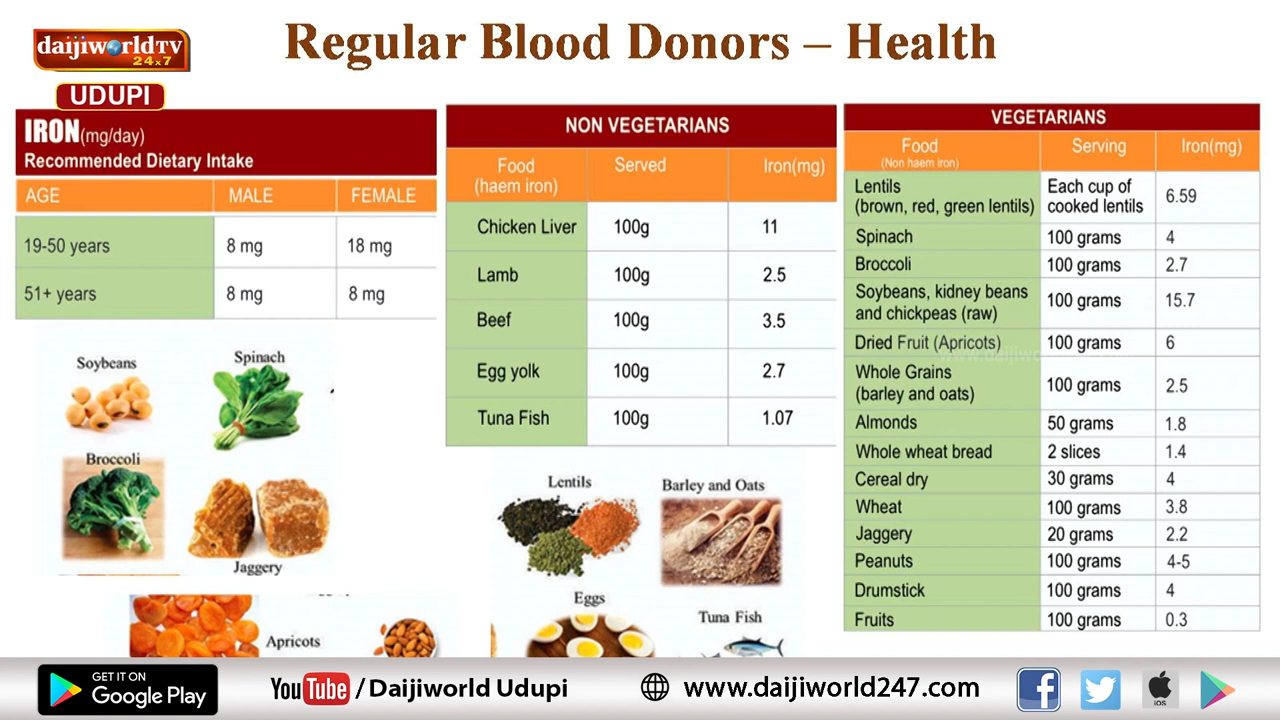 daijiworldTV
24x7
UDUPI
Regular Blood Donors – Health
IRON(mg/day)
Recommended Dietary Intake
AGE MALE FEMALE
19-50 years 8 mg 18 mg
51+ years 8 mg 8 mg
Soybeans
Spinach
Broccoli
Jaggery
Apricots
NON VEGETARIANS
Food
(haem iron)
Served
Iron(mg)
Chicken Liver 100g 11
Lamb 100g 2.5
Beef 100g 3.5
Egg yolk 100g 2.7
Tuna Fish 100g 1.07
Lentils
Barley and Oats
Eggs
Tuna Fish
VEGETARIANS
Food
(Non haem iron)
Serving
Iron(mg)
Lentils
(brown, red, green lentils)
Each cup of
cooked lentils
6.59
Spinach 100 grams 4
Broccoli 100 grams 2.7
Soybeans, kidney beans
and chickpeas (raw)
100 grams
15.7
Dried Fruit (Apricots) 100 grams 6
Whole Grains
(barley and oats)
100 grams
2.5
Almonds 50 grams 1.8
Whole wheat bread 2 slices 1.4
Cereal dry 30 grams 4
Wheat 100 grams 3.8
Jaggery 20 grams 2.2
Peanuts 100 grams 4-5
Drumstick 100 grams 4
Fruits 100 grams 0.3
GET IT ON
Google Play
YouTube /Daijiworld Udupi
www.daijiworld247.com
iOS